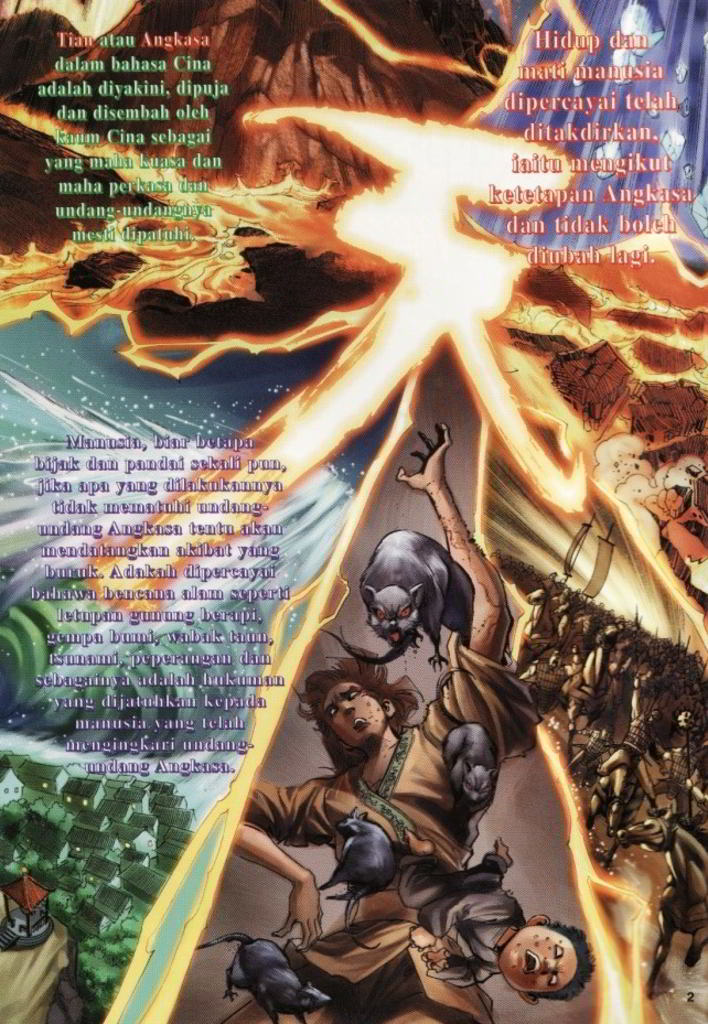 Tian atau Angkasa
dalam bahasa Cina
adalah diyakini, dipuja
dan disembah oleh
kaum Cina sebagai
yang maha kuasa dan
maha perkasa dan
undang-undangnya
mesti dipatuhi.
Hidup dan
mati manusia
dipercayai telah
ditakdirkan,
iaitu mengikut
ketetapan Angkasa
dan tidak boleh
diubah lagi.
Manusia, biar betapa
bijak dan pandai sekali pun,
jika apa yang dilakukannya
tidak mematuhi undang-
undang Angkasa tentu akan
mendatangkan akibat yang
buruk. Adakah dipercayai
bahawa bencana alam seperti
letupan gunung berapi,
gempa bumi, wabak taun,
tsunami, peperangan dan
sebagainya adalah hukuman
yang dijatuhkan kepada
manusia yang telah
mengingkari undang-
undang Angkasa.
2